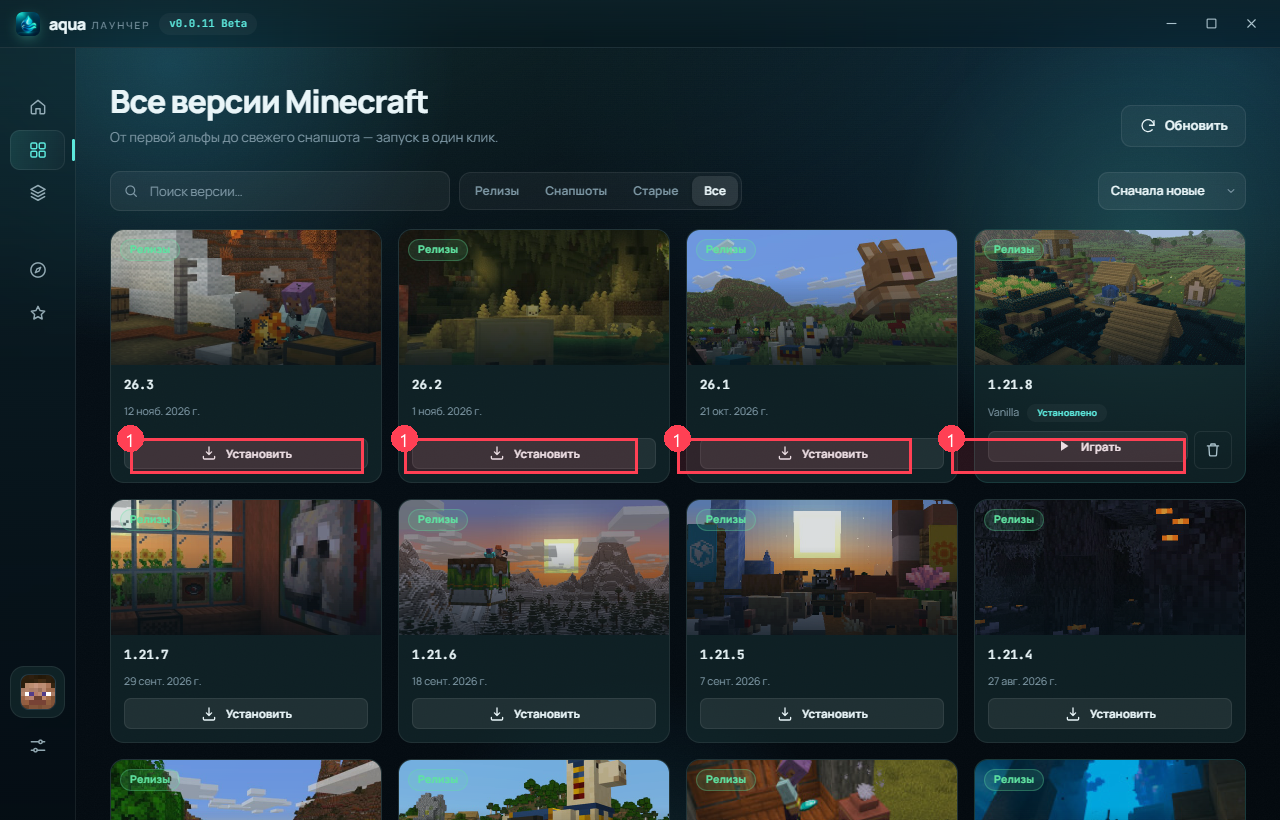 aqua ЛАУНЧЕР v0.0.11 Beta
Все версии Minecraft
От первой альфы до свежего снапшота — запуск в один клик.
Обновить
Поиск версии...
Релизы Снапшоты Старые Все
Сначала новые
Релизы Релизы Релизы Релизы
26.3 26.2 26.1 1.21.8
12 нояб. 2026 г. 1 нояб. 2026 г. 21 окт. 2026 г. Vanilla Установлено
1 1 1 1
Установить Установить Установить Играть
Релизы Релизы Релизы Релизы
1.21.7 1.21.6 1.21.5 1.21.4
29 сент. 2026 г. 18 сент. 2026 г. 7 сент. 2026 г. 27 авг. 2026 г.
Установить Установить Установить Установить
Релизы Релизы Релизы Релизы